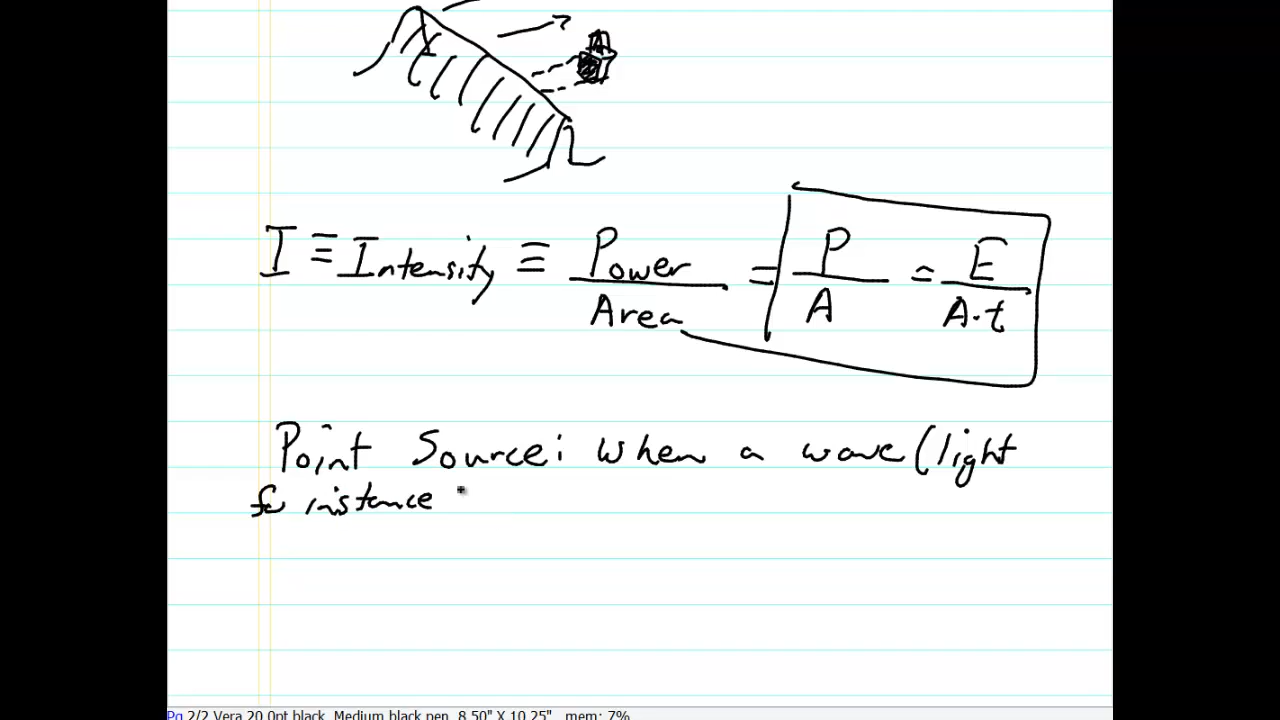 A
I ≡ Intensity ≡ Power/Area = P/A = E/A·t
Point Source: When a wave (light
for instance
Pg 2/2 Vera 20.0pt black Medium black pen 8.50" X 10.25" mem: 7%